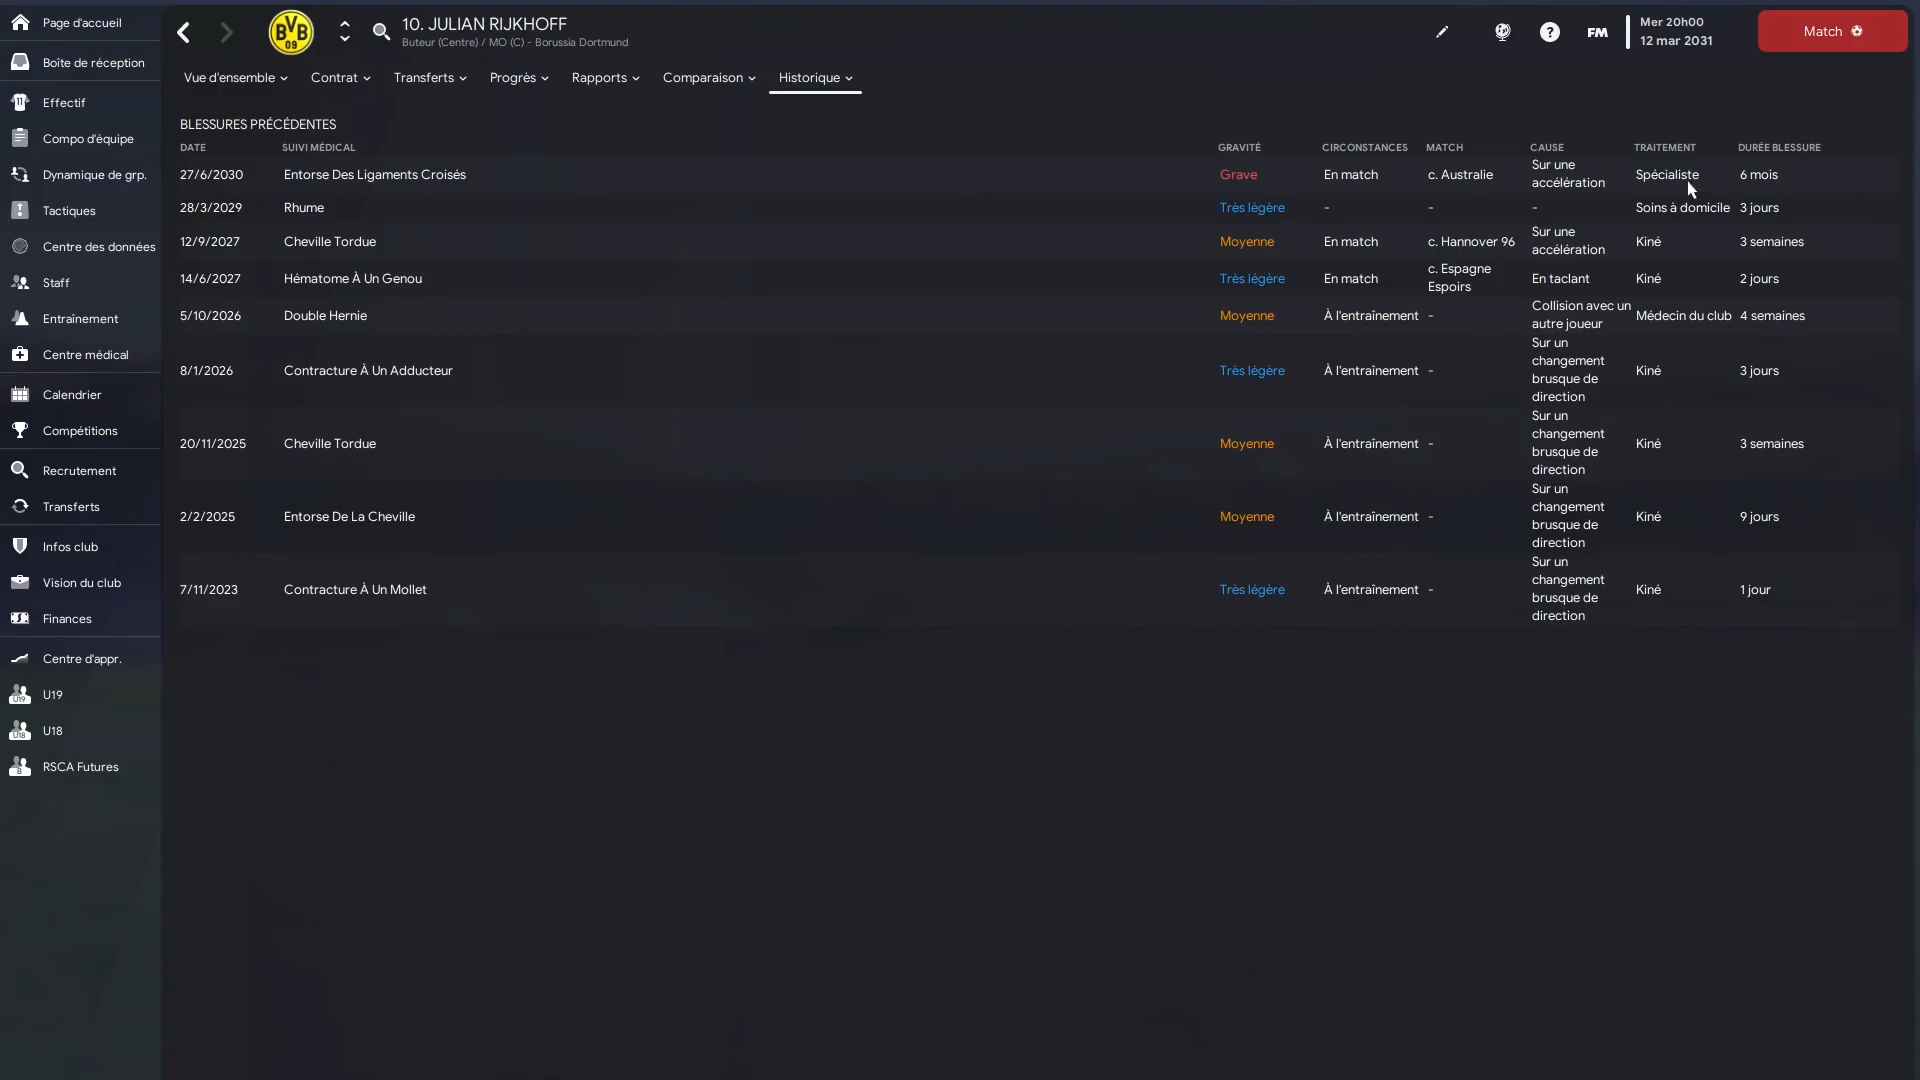 Page d'accueil
Boîte de réception
Effectif
Compo d'équipe
Dynamique de grp.
Tactiques
Centre des données
Staff
Entraînement
Centre médical
Calendrier
Compétitions
Recrutement
Transferts
Infos club
Vision du club
Finances
Centre d'appr.
U19 U19
U18 U18
B RSCA Futures
BVB 09
10. JULIAN RIJKHOFF
Buteur (Centre) / MO (C) - Borussia Dortmund
? FM
Mer 20h00
12 mar 2031
Match
Vue d'ensemble Contrat Transferts Progrès Rapports Comparaison Historique
BLESSURES PRÉCÉDENTES
DATE SUIVI MÉDICAL GRAVITÉ CIRCONSTANCES MATCH CAUSE TRAITEMENT DURÉE BLESSURE
27/6/2030 Entorse Des Ligaments Croisés Grave En match c. Australie Sur une
accélération Spécialiste 6 mois
28/3/2029 Rhume Très légère - - - Soins à domicile 3 jours
12/9/2027 Cheville Tordue Moyenne En match c. Hannover 96 Sur une
accélération Kiné 3 semaines
14/6/2027 Hématome À Un Genou Très légère En match c. Espagne
Espoirs En taclant Kiné 2 jours
5/10/2026 Double Hernie Moyenne À l'entraînement - Collision avec un
autre joueur Médecin du club 4 semaines
8/1/2026 Contracture À Un Adducteur Très légère À l'entraînement - Sur un
changement
brusque de
direction Kiné 3 jours
20/11/2025 Cheville Tordue Moyenne À l'entraînement - Sur un
changement
brusque de
direction Kiné 3 semaines
2/2/2025 Entorse De La Cheville Moyenne À l'entraînement - Sur un
changement
brusque de
direction Kiné 9 jours
7/11/2023 Contracture À Un Mollet Très légère À l'entraînement - Sur un
changement
brusque de
direction Kiné 1 jour